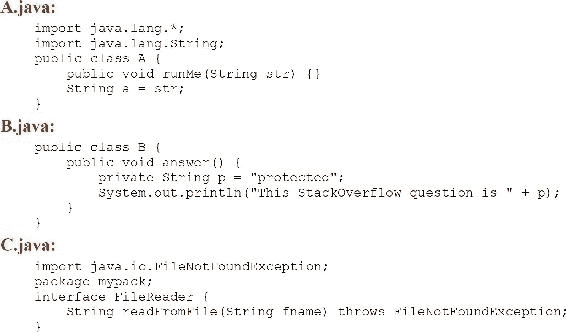 A.java:
import java.lang.*;
import java.lang.String;
public class A {
public void runMe(String str) {}
String a = str;
}
B.java:
public class B {
public void answer() {
private String p = "protected";
System.out.println("This StackOverflow question is " + p);
}
}
C.java:
import java.io.FileNotFoundException;
package mypack;
interface FileReader {
String readFromFile(String fname) throws FileNotFoundException;
}